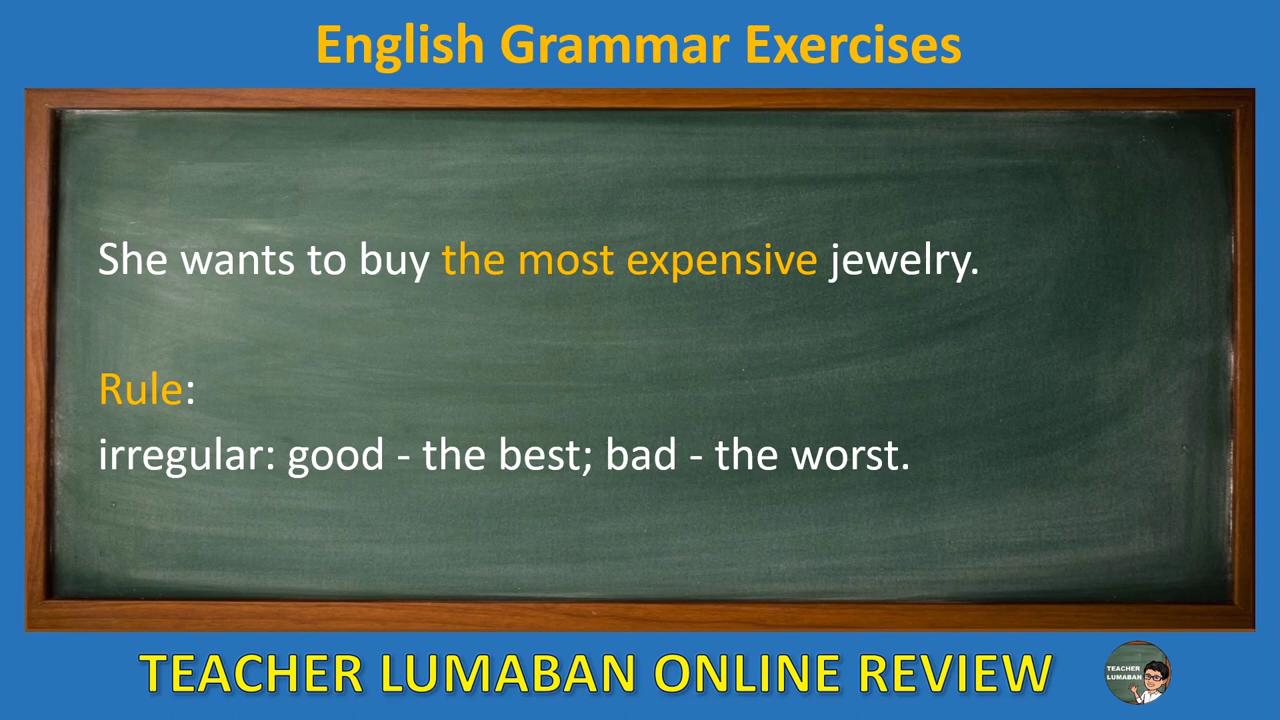 English Grammar Exercises
She wants to buy the most expensive jewelry.
Rule:
irregular: good - the best; bad - the worst.
TEACHER LUMABAN ONLINE REVIEW
TEACHER
LUMABAN